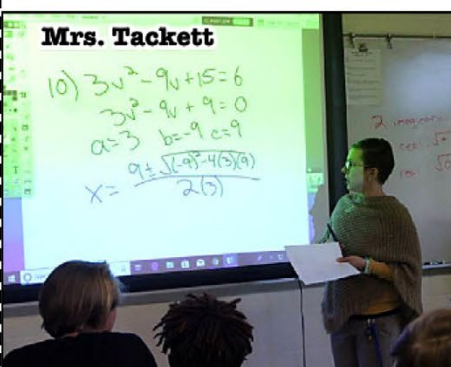 Mrs. Tackett
10) 3v² - 9v + 15 = 6
3v² - 9v + 9 = 0
a=3 b=-9 c=9
x = 9 ± √(-9)² - 4(3)(9)
2(3)
2